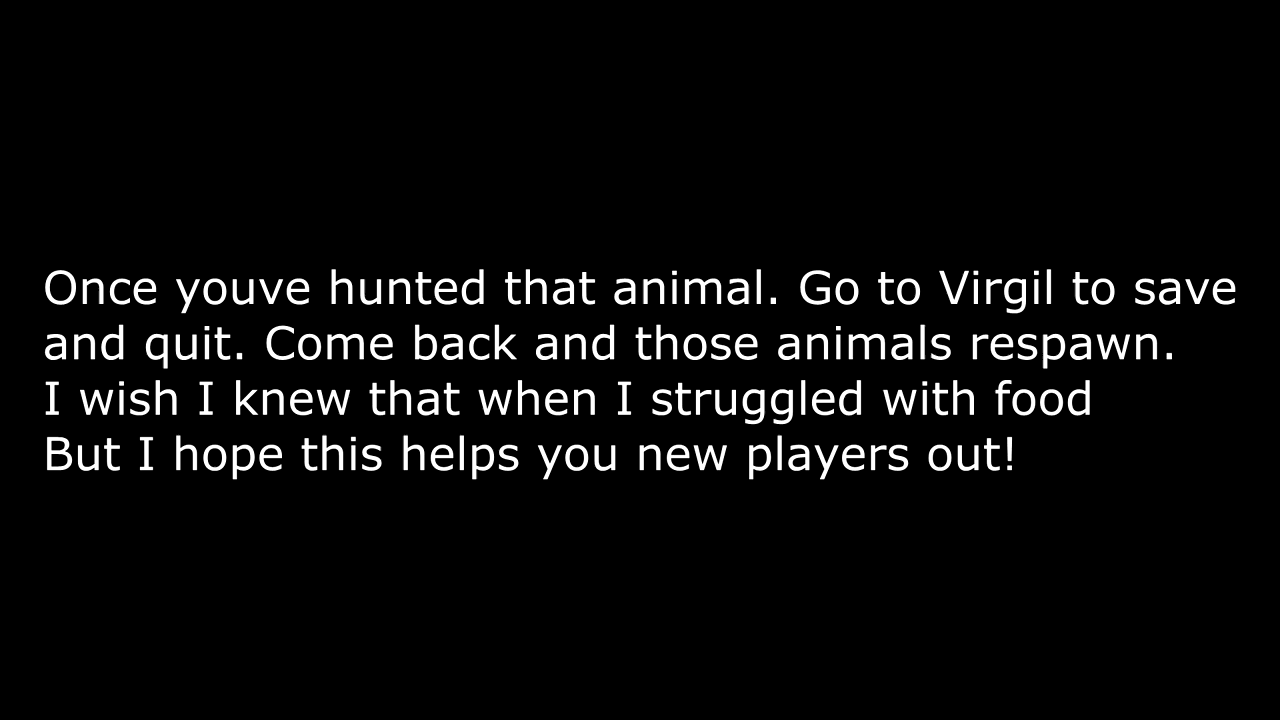 Once youve hunted that animal. Go to Virgil to save
and quit. Come back and those animals respawn.
I wish I knew that when I struggled with food
But I hope this helps you new players out!